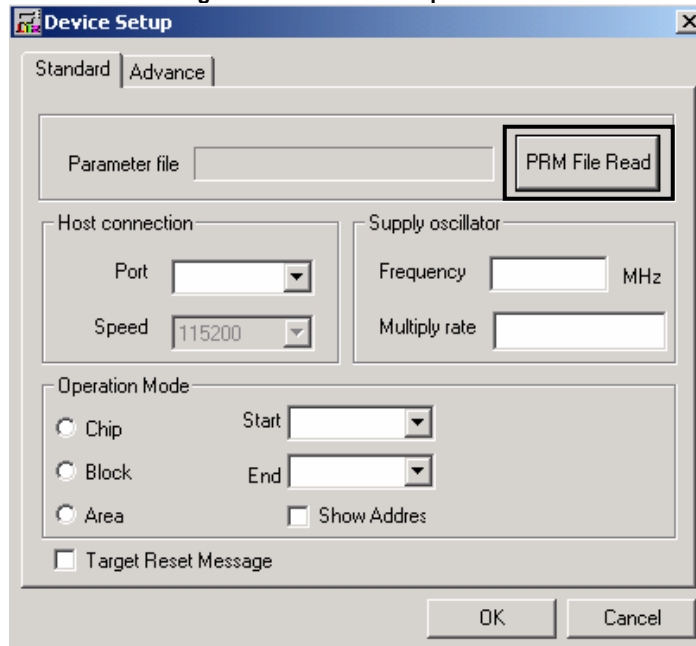 Device Setup
Standard Advance
Parameter file PRM File Read
Host connection Supply oscillator
Port Frequency MHz
Speed 115200 Multiply rate
Operation Mode
Chip Start
Block End
Area Show Addres
Target Reset Message
OK Cancel